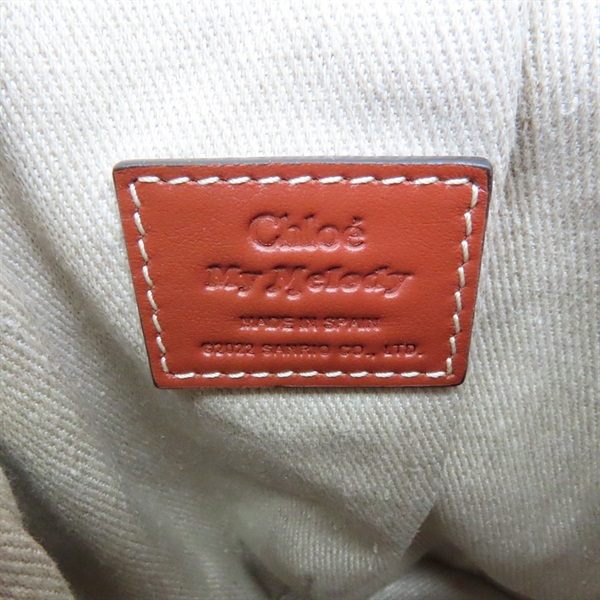 Chloé
My Melody
MADE IN SPAIN
©2022 SANRIO CO., LTD.